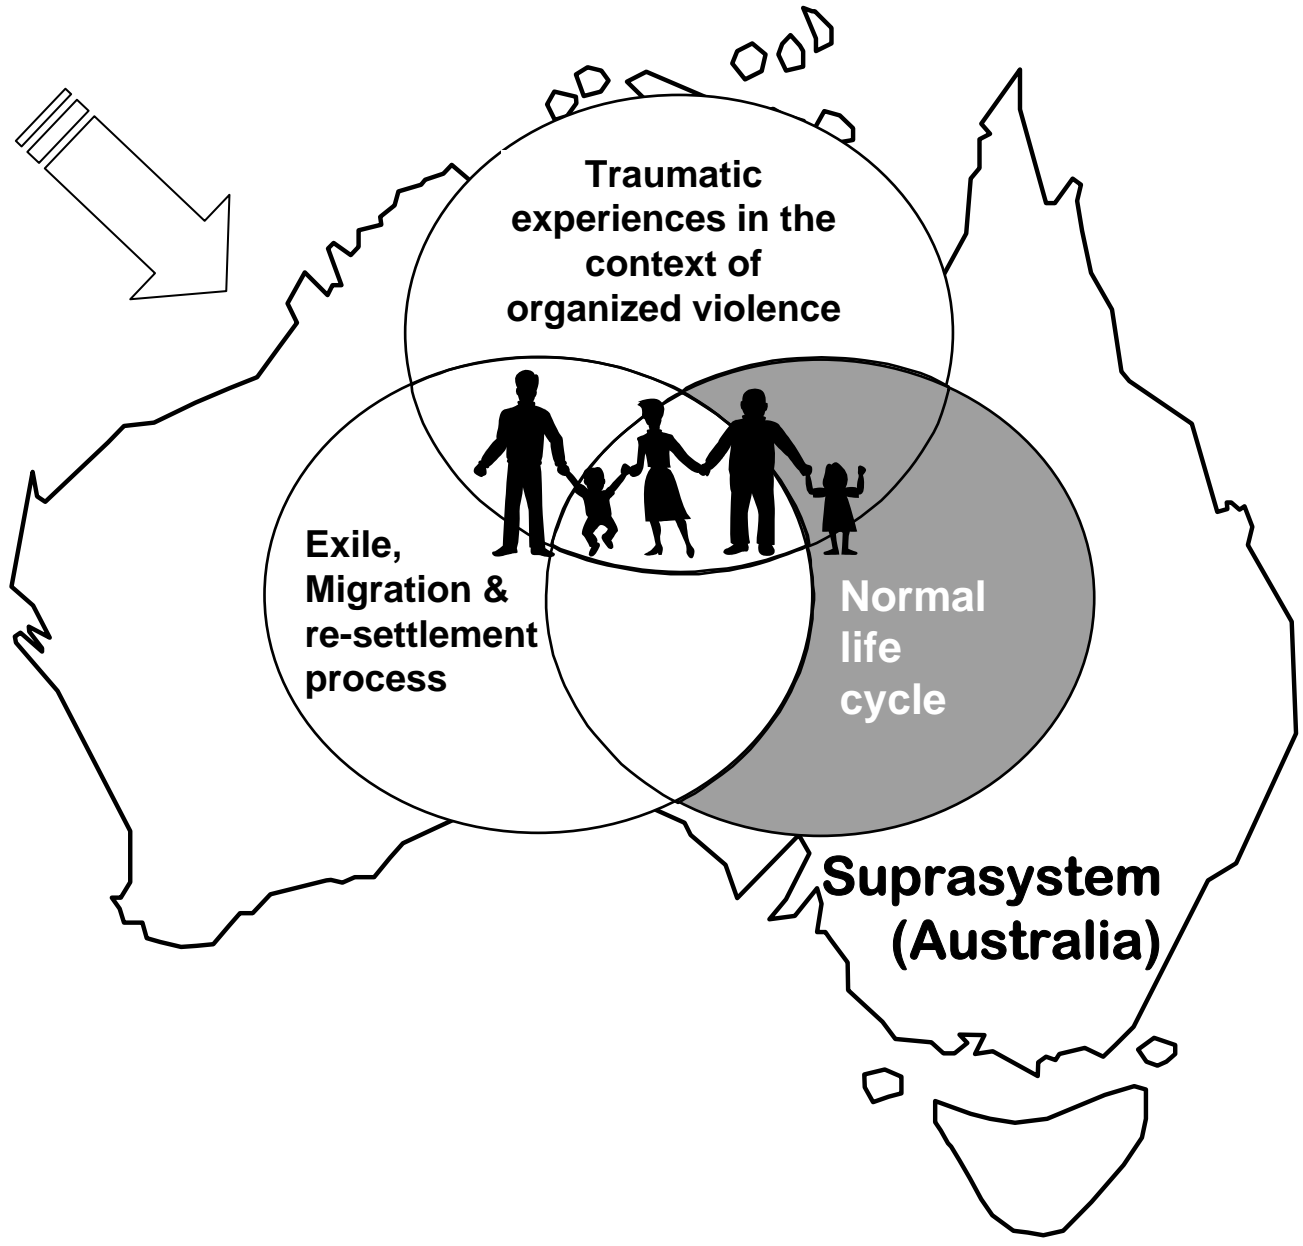 Traumatic
experiences in the
context of
organized violence
Exile,
Migration &
re-settlement
process
Normal
life
cycle
Suprasystem
(Australia)